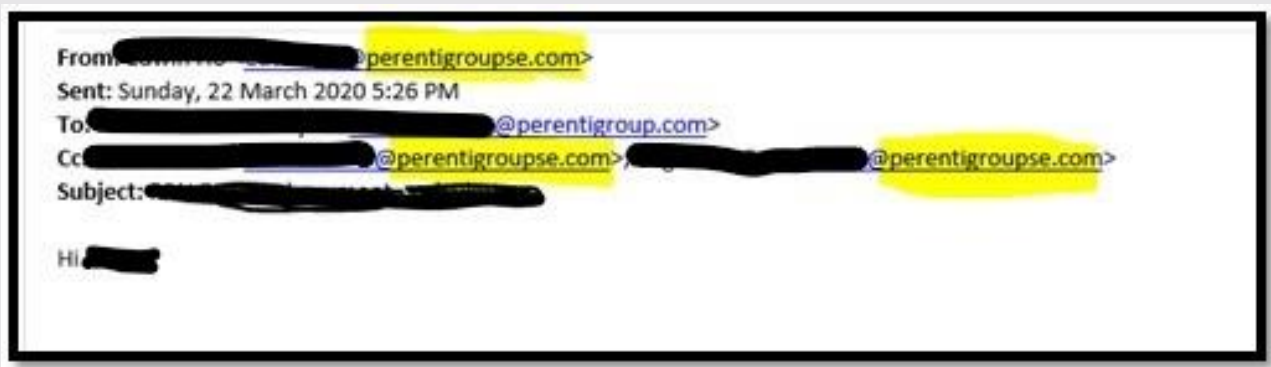 From: @perentigroupse.com>
Sent: Sunday, 22 March 2020 5:26 PM
To: @perentigroup.com>
Cc @perentigroupse.com>, @perentigroupse.com>
Subject:
Hi